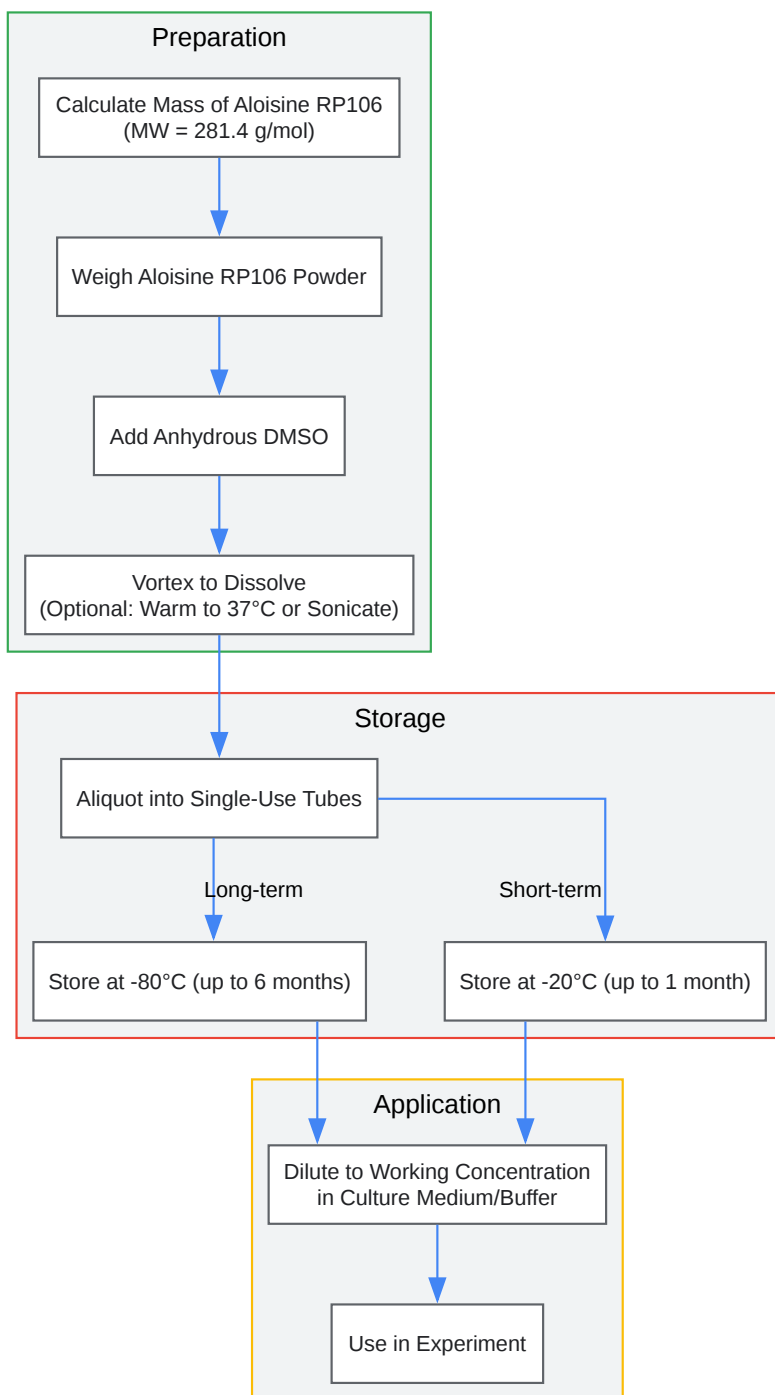 Preparation
Calculate Mass of Aloisine RP106
(MW = 281.4 g/mol)
Weigh Aloisine RP106 Powder
Add Anhydrous DMSO
Vortex to Dissolve
(Optional: Warm to 37°C or Sonicate)
Storage
Aliquot into Single-Use Tubes
Long-term
Short-term
Store at -80°C (up to 6 months)
Store at -20°C (up to 1 month)
Application
Dilute to Working Concentration
in Culture Medium/Buffer
Use in Experiment